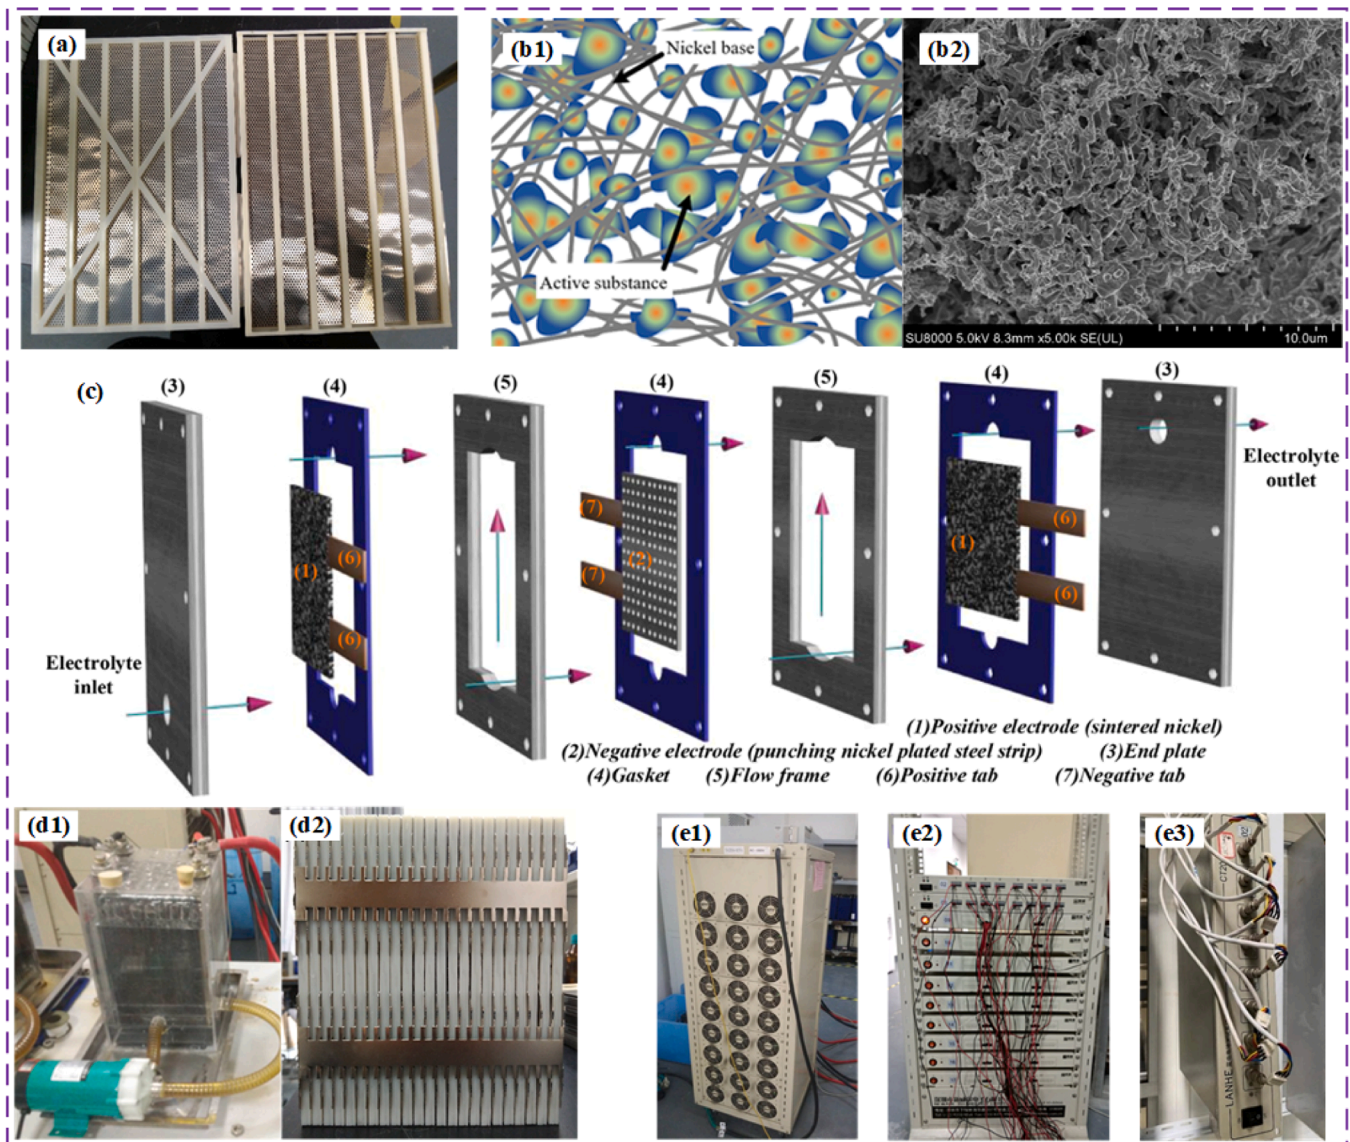 (a)
(b1)
Nickel base
Active substance
(b2)
SU8000 5.0kV 8.3mm x5.00k SE(UL)
10.0um
(c)
(3)
(4)
(5)
(4)
(5)
(4)
(3)
Electrolyte
outlet
(7)
(6)
(6)
(1)
(2)
(1)
(7)
(6)
(6)
Electrolyte
inlet
(1)Positive electrode (sintered nickel)
(2)Negative electrode (punching nickel plated steel strip)
(3)End plate
(4)Gasket
(5)Flow frame
(6)Positive tab
(7)Negative tab
(d1)
(d2)
(e1)
(e2)
(e3)
LANHE